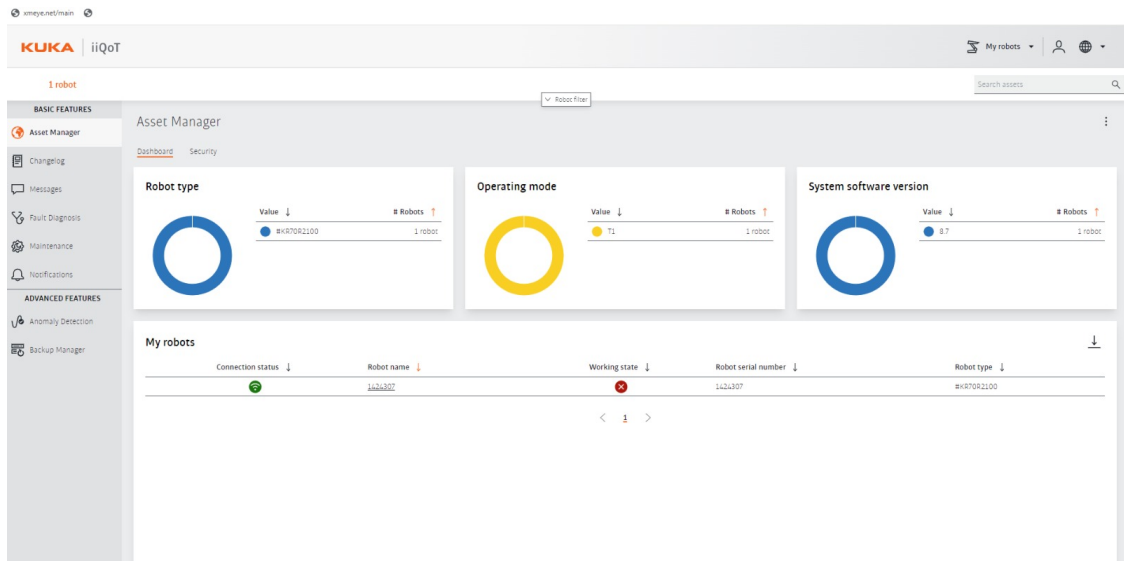 xmeye.net/main
KUKA iiQoT
My robots
1 robot
Search assets
Robot filter
BASIC FEATURES
Asset Manager
Changelog
Messages
Fault Diagnosis
Maintenance
Notifications
ADVANCED FEATURES
Anomaly Detection
Backup Manager
Asset Manager
Dashboard Security
Robot type
Value ↓ # Robots ↑
#KR70R2100 1 robot
Operating mode
Value ↓ # Robots ↑
T1 1 robot
System software version
Value ↓ # Robots ↑
8.7 1 robot
My robots
Connection status ↓ Robot name ↓ Working state ↓ Robot serial number ↓ Robot type ↓
1424307 1424307 #KR70R2100
< 1 >